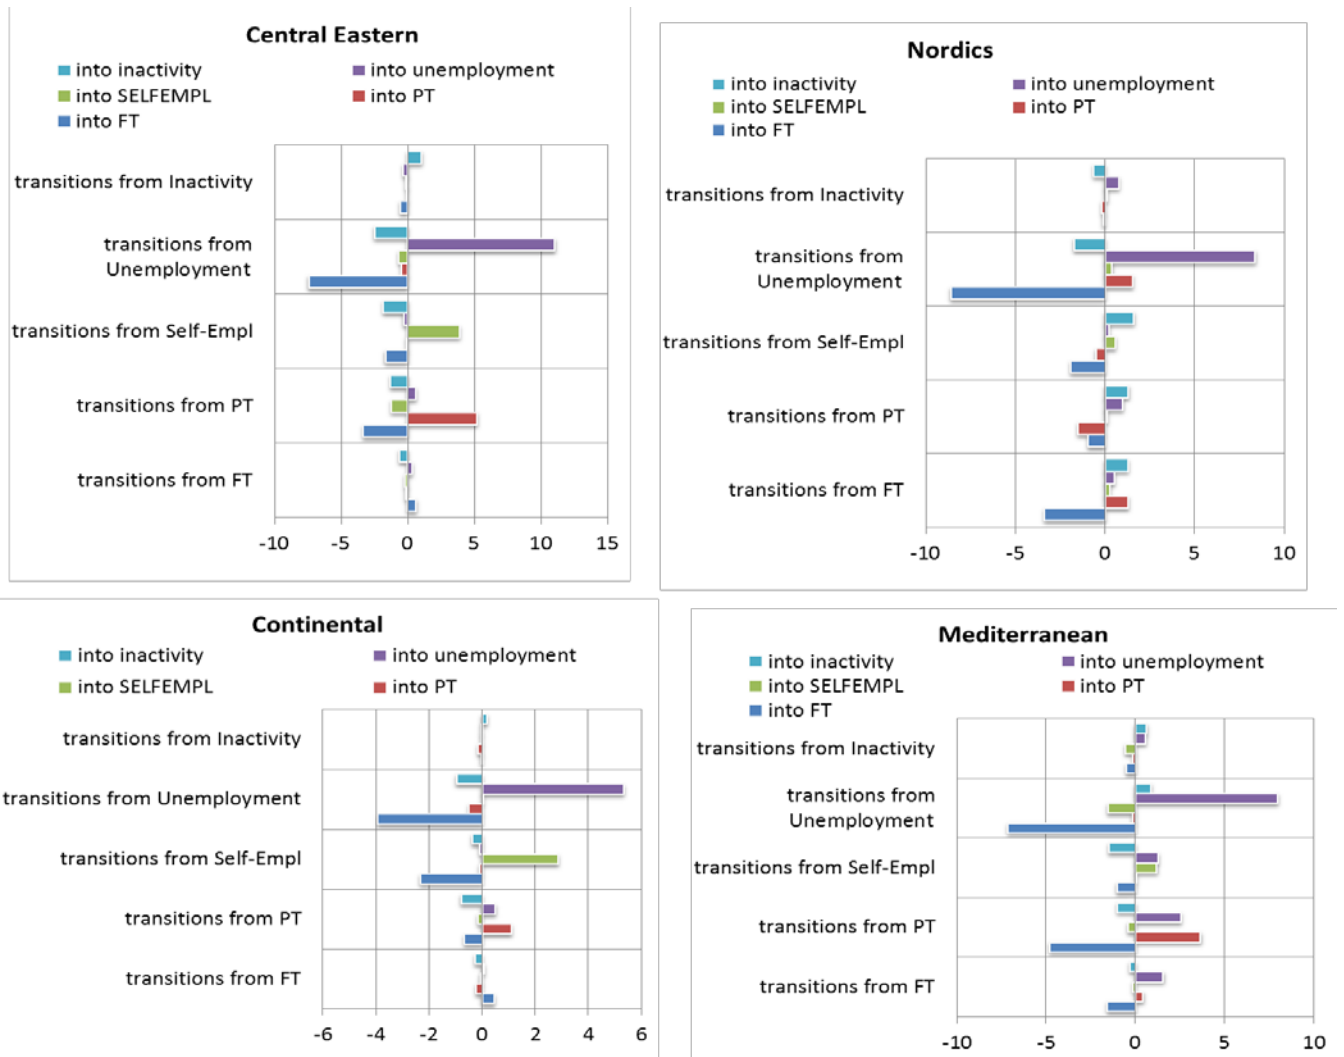 Central Eastern
into inactivity
into unemployment
into SELFEMPL
into PT
into FT
transitions from Inactivity
transitions from
Unemployment
transitions from Self-Empl
transitions from PT
transitions from FT
-10 -5 0 5 10 15
Nordics
into inactivity
into unemployment
into SELFEMPL
into PT
into FT
transitions from Inactivity
transitions from
Unemployment
transitions from Self-Empl
transitions from PT
transitions from FT
-10 -5 0 5 10
Continental
into inactivity
into unemployment
into SELFEMPL
into PT
transitions from Inactivity
transitions from Unemployment
transitions from Self-Empl
transitions from PT
transitions from FT
-6 -4 -2 0 2 4 6
Mediterranean
into inactivity
into unemployment
into SELFEMPL
into PT
into FT
transitions from Inactivity
transitions from
Unemployment
transitions from Self-Empl
transitions from PT
transitions from FT
-10 -5 0 5 10